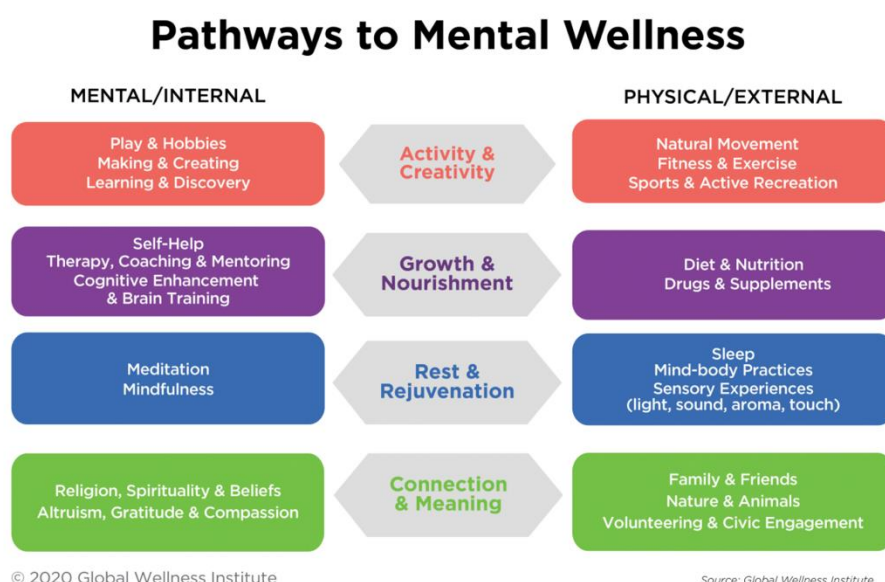 Pathways to Mental Wellness
MENTAL/INTERNAL
PHYSICAL/EXTERNAL
Play & Hobbies
Making & Creating
Learning & Discovery
Activity &
Creativity
Natural Movement
Fitness & Exercise
Sports & Active Recreation
Self-Help
Therapy, Coaching & Mentoring
Cognitive Enhancement
& Brain Training
Growth &
Nourishment
Diet & Nutrition
Drugs & Supplements
Meditation
Mindfulness
Rest &
Rejuvenation
Sleep
Mind-body Practices
Sensory Experiences
(light, sound, aroma, touch)
Religion, Spirituality & Beliefs
Altruism, Gratitude & Compassion
Connection
& Meaning
Family & Friends
Nature & Animals
Volunteering & Civic Engagement
© 2020 Global Wellness Institute
Source: Global Wellness Institute